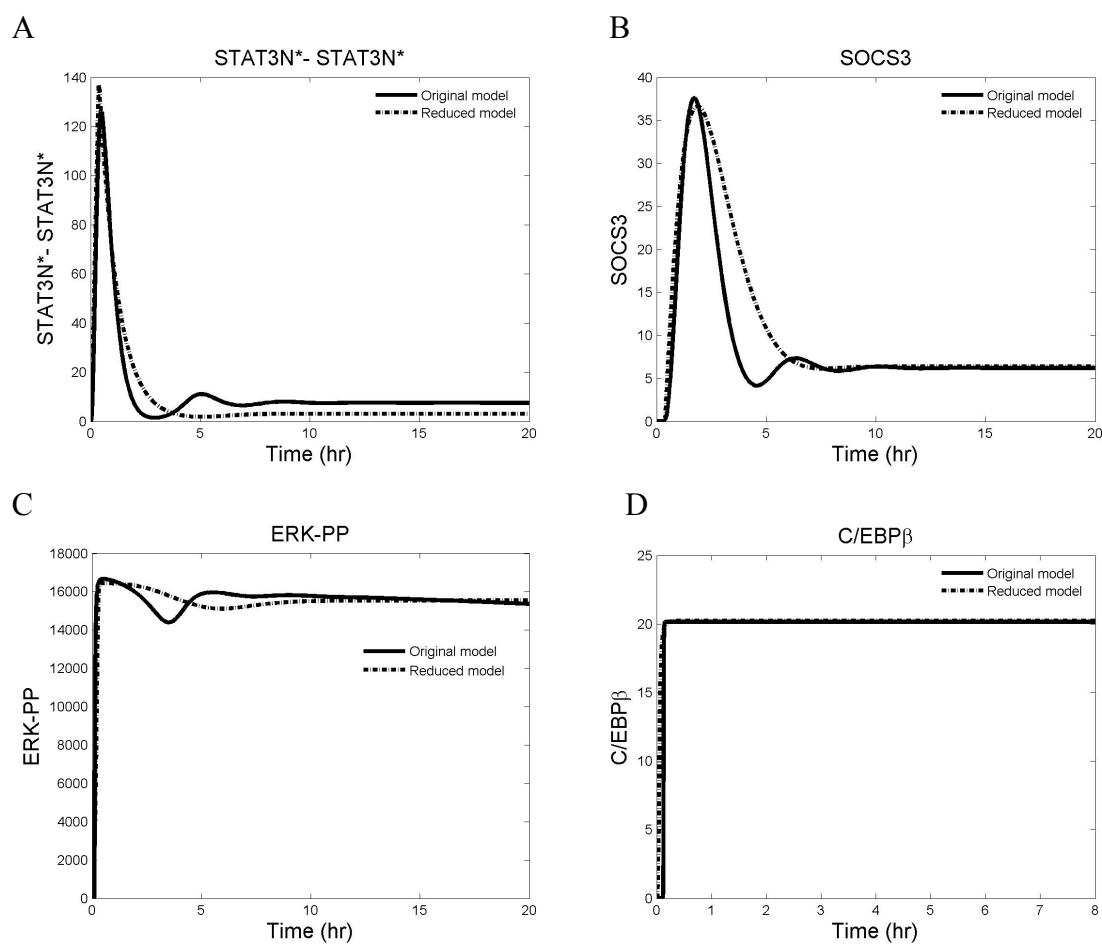 A
STAT3N*- STAT3N*
Original model
Reduced model
STAT3N*- STAT3N*
140
120
100
80
60
40
20
0
0 5 10 15 20
Time (hr)
B
SOCS3
Original model
Reduced model
SOCS3
40
35
30
25
20
15
10
5
0
0 5 10 15 20
Time (hr)
C
ERK-PP
Original model
Reduced model
ERK-PP
18000
16000
14000
12000
10000
8000
6000
4000
2000
0
0 5 10 15 20
Time (hr)
D
C/EBPβ
Original model
Reduced model
C/EBPβ
25
20
15
10
5
0
0 1 2 3 4 5 6 7 8
Time (hr)